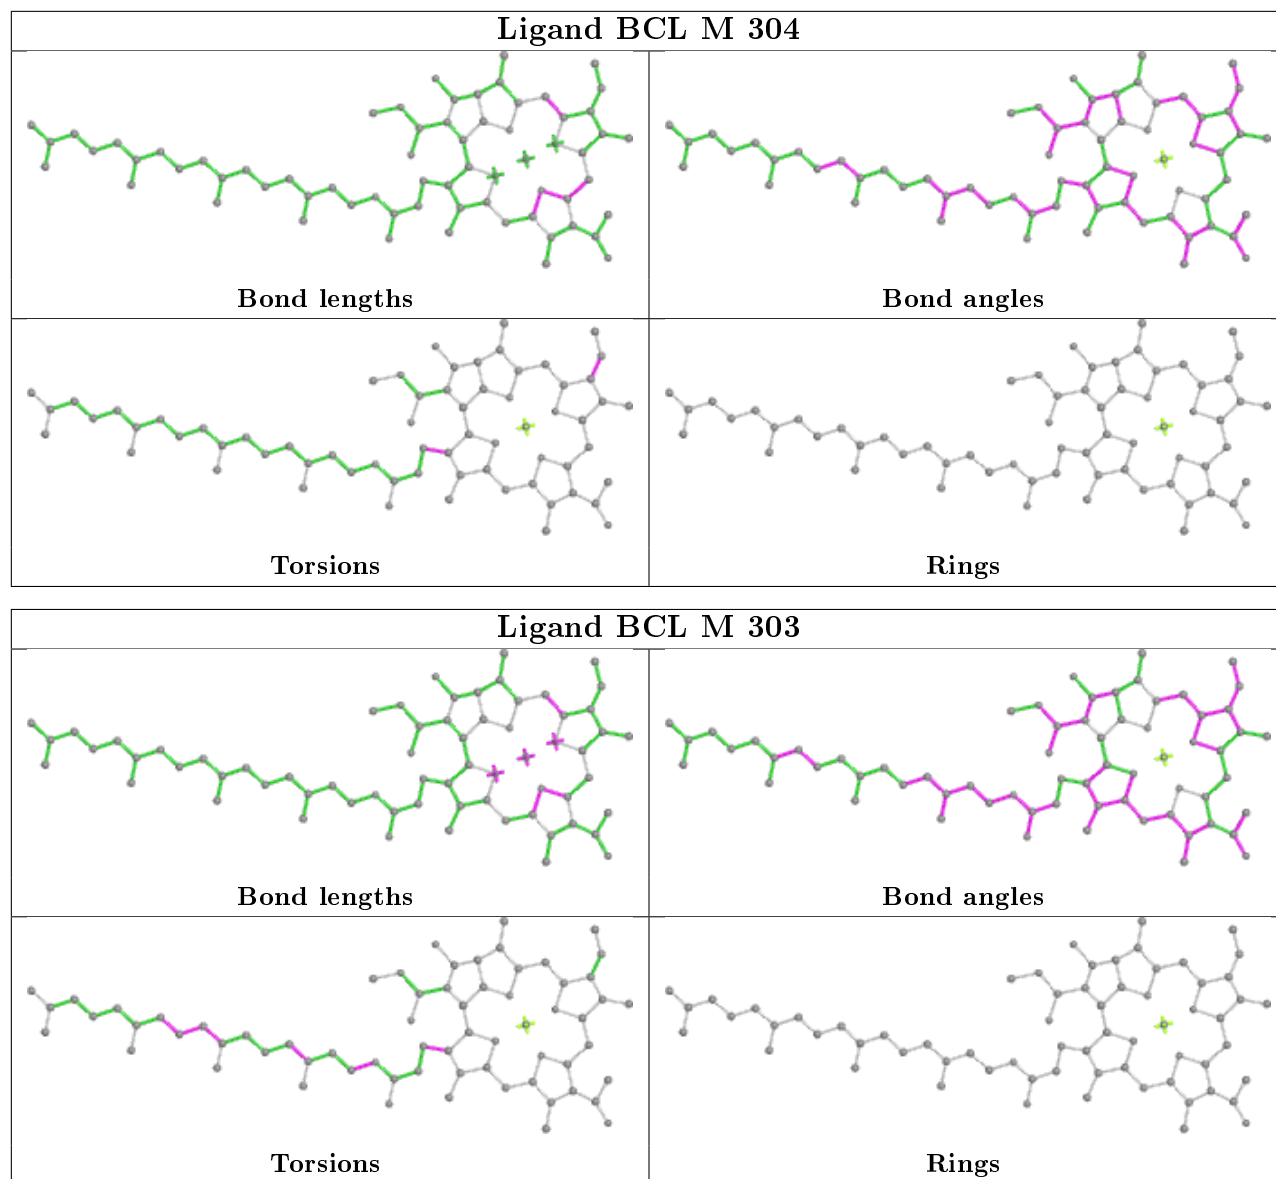 Ligand BCL M 304
Bond lengths
Bond angles
Torsions
Rings
Ligand BCL M 303
Bond lengths
Bond angles
Torsions
Rings